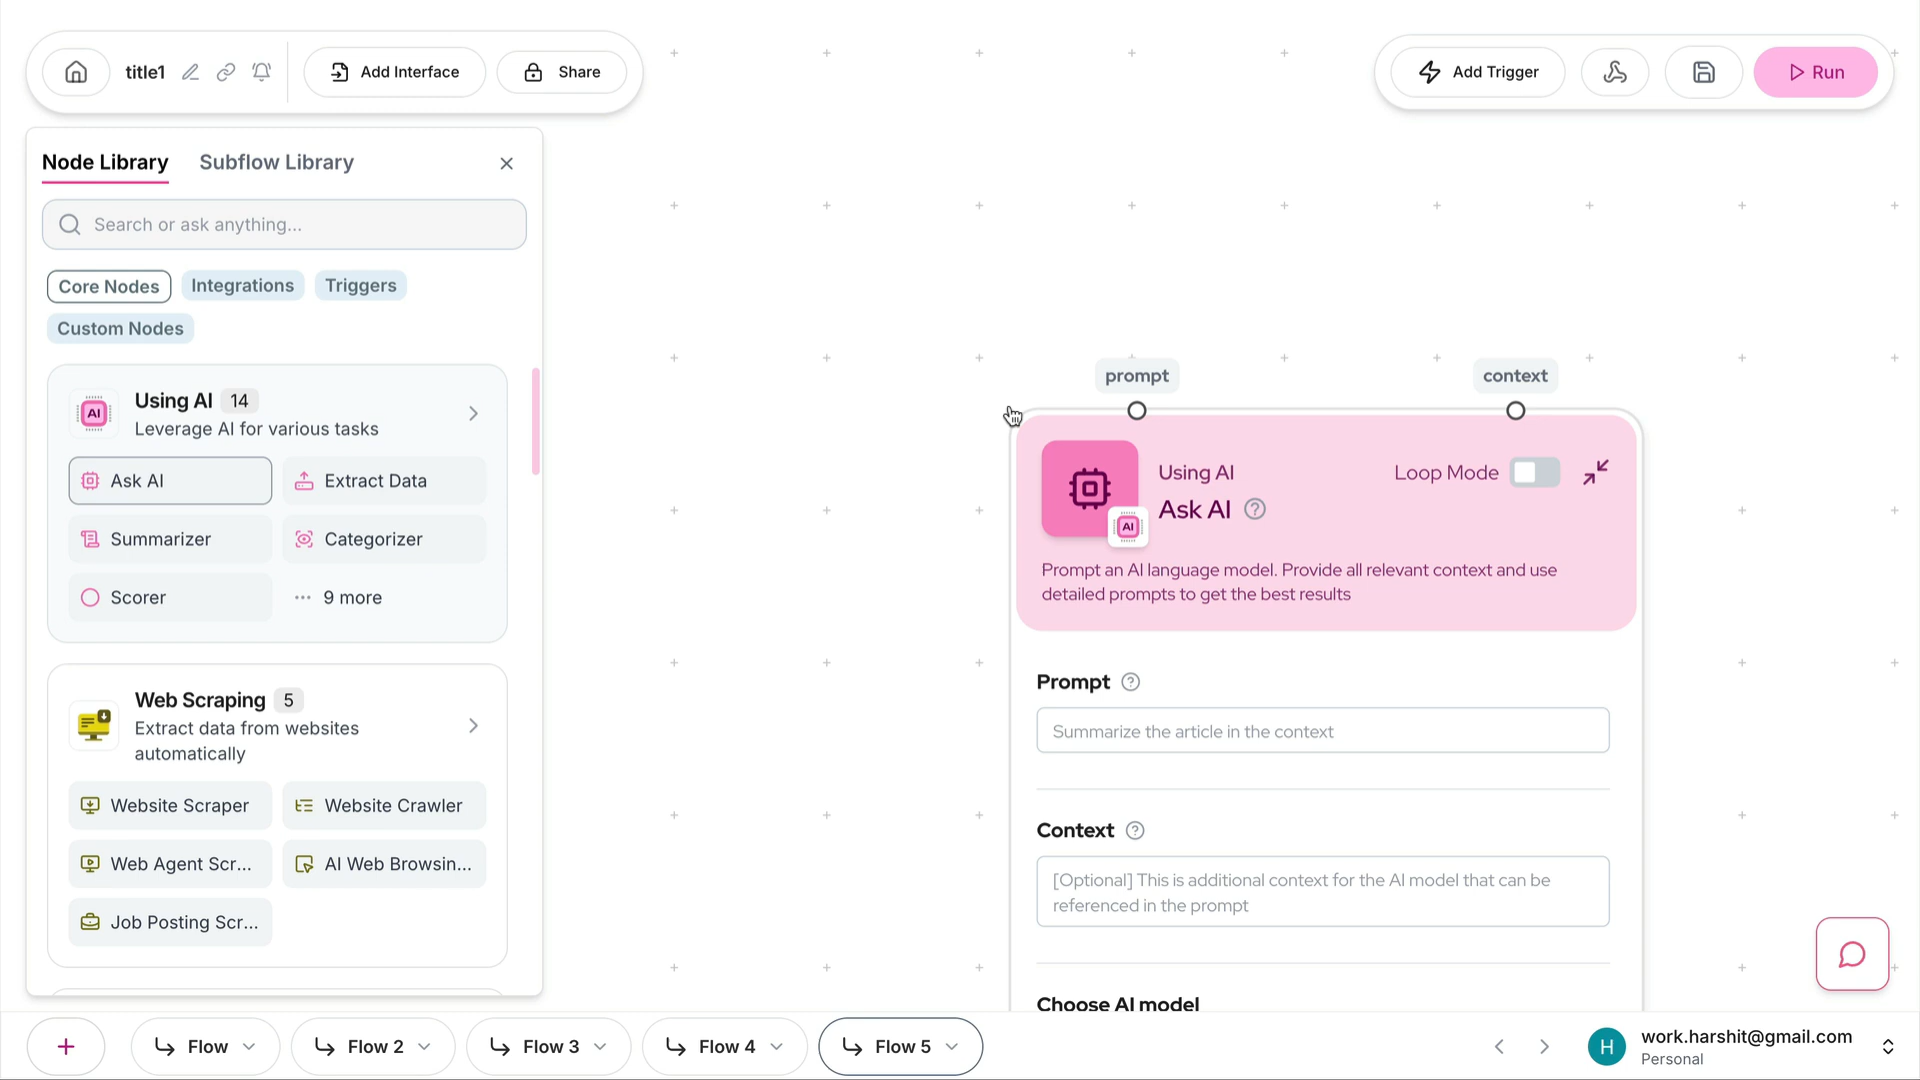 title1
Add Interface
Share
Add Trigger
Run
Node Library
Subflow Library
Search or ask anything...
Core Nodes
Integrations
Triggers
Custom Nodes
AI
Using AI 14
Leverage AI for various tasks
Ask AI
Extract Data
Summarizer
Categorizer
Scorer
··· 9 more
Web Scraping 5
Extract data from websites
automatically
Website Scraper
Website Crawler
Web Agent Scr...
AI Web Browsin...
Job Posting Scr...
prompt
context
Using AI
Loop Mode
Ask AI
AI
Prompt an AI language model. Provide all relevant context and use
detailed prompts to get the best results
Prompt
Summarize the article in the context
Context
[Optional] This is additional context for the AI model that can be
referenced in the prompt
Choose AI model
Flow
Flow 2
Flow 3
Flow 4
Flow 5
H
work.harshit@gmail.com
Personal